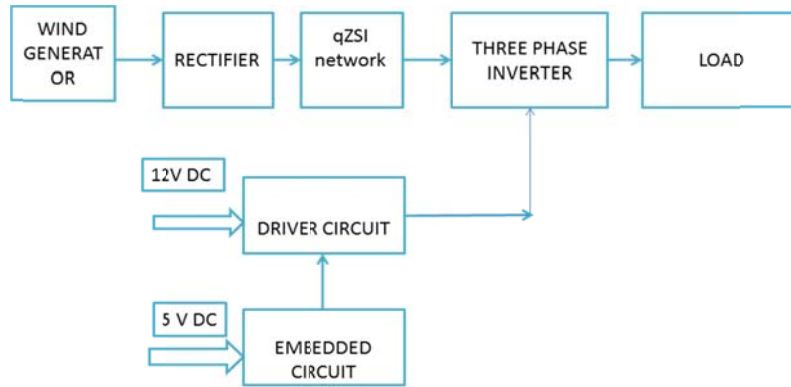 WIND
GENERAT
OR
RECTIFIER
qZSI
network
THREE PHASE
INVERTER
LOAD
12V DC
DRIVER CIRCUIT
5 V DC
EMBEDDED
CIRCUIT